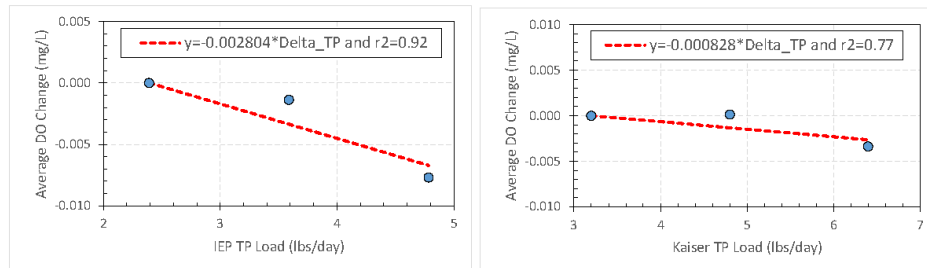 0.005
y=-0.002804*Delta_TP and r2=0.92
0.000
-0.005
-0.010
2 3 4 5
IEP TP Load (lbs/day)
Average DO Change (mg/L)
0.010
y=-0.000828*Delta_TP and r2=0.77
0.005
0.000
-0.005
-0.010
3 4 5 6 7
Kaiser TP Load (lbs/day)
Average DO Change (mg/L)